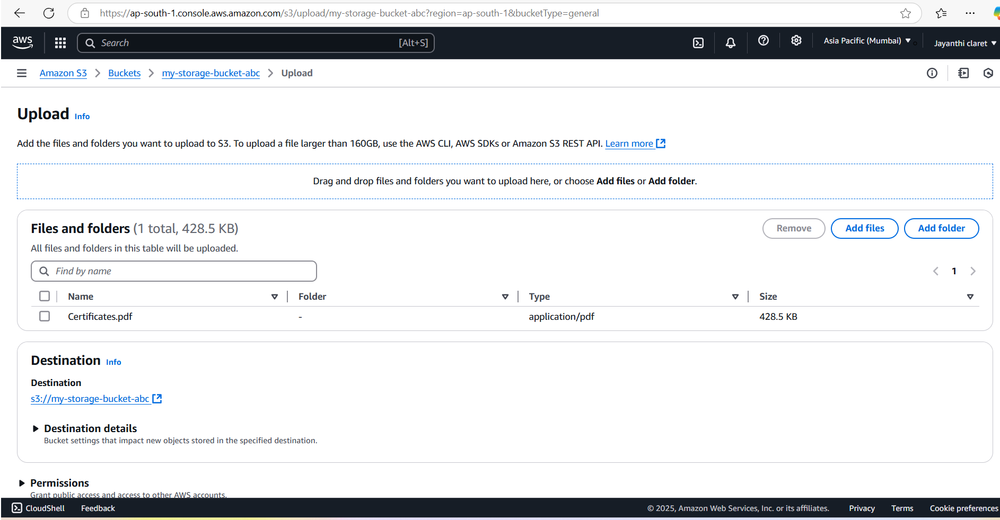 https://ap-south-1.console.aws.amazon.com/s3/upload/my-storage-bucket-abc?region=ap-south-1&bucketType=general
aws
Search [Alt+S]
Asia Pacific (Mumbai)
Jayanthi claret
Amazon S3 > Buckets > my-storage-bucket-abc > Upload
Upload Info
Add the files and folders you want to upload to S3. To upload a file larger than 160GB, use the AWS CLI, AWS SDKs or Amazon S3 REST API. Learn more
Drag and drop files and folders you want to upload here, or choose Add files or Add folder.
Files and folders (1 total, 428.5 KB)
Remove Add files Add folder
All files and folders in this table will be uploaded.
Find by name
1
Name Folder Type Size
Certificates.pdf - application/pdf 428.5 KB
Destination Info
Destination
s3://my-storage-bucket-abc
Destination details
Bucket settings that impact new objects stored in the specified destination.
Permissions
Grant public access and access to other AWS accounts.
CloudShell Feedback © 2025, Amazon Web Services, Inc. or its affiliates. Privacy Terms Cookie preferences